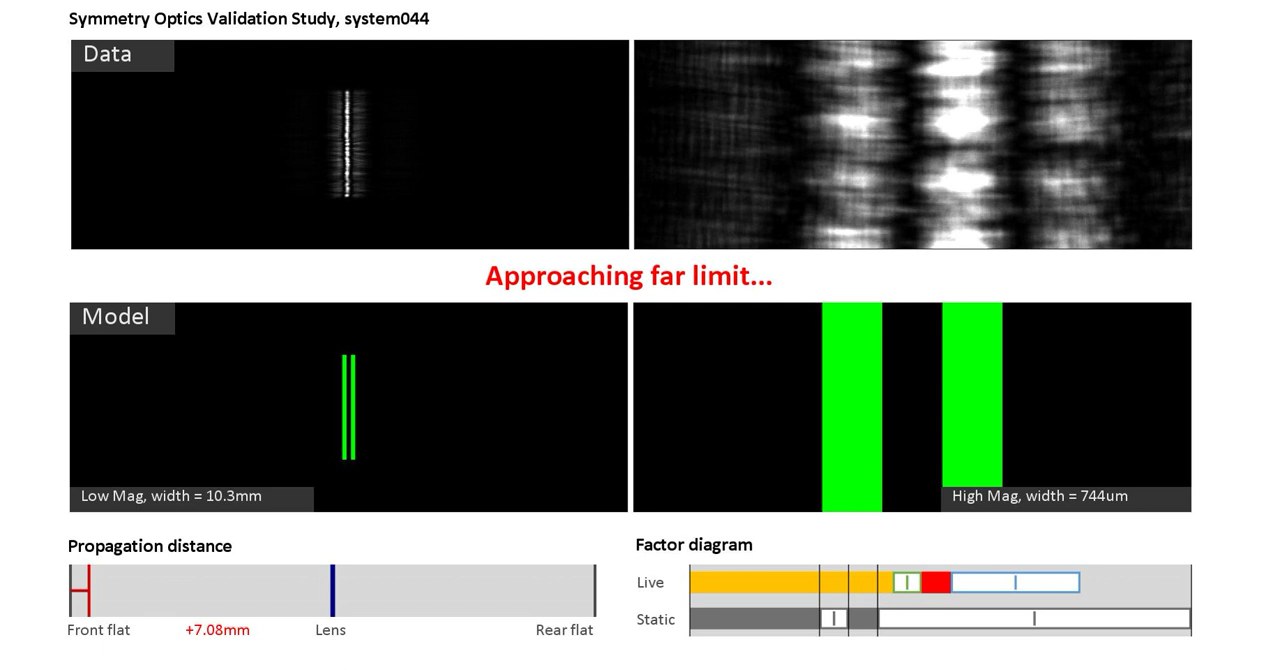 Symmetry Optics Validation Study, system044
Data
Approaching far limit...
Model
Low Mag, width = 10.3mm
High Mag, width = 744um
Propagation distance
Front flat
+7.08mm
Lens
Rear flat
Factor diagram
Live
Static